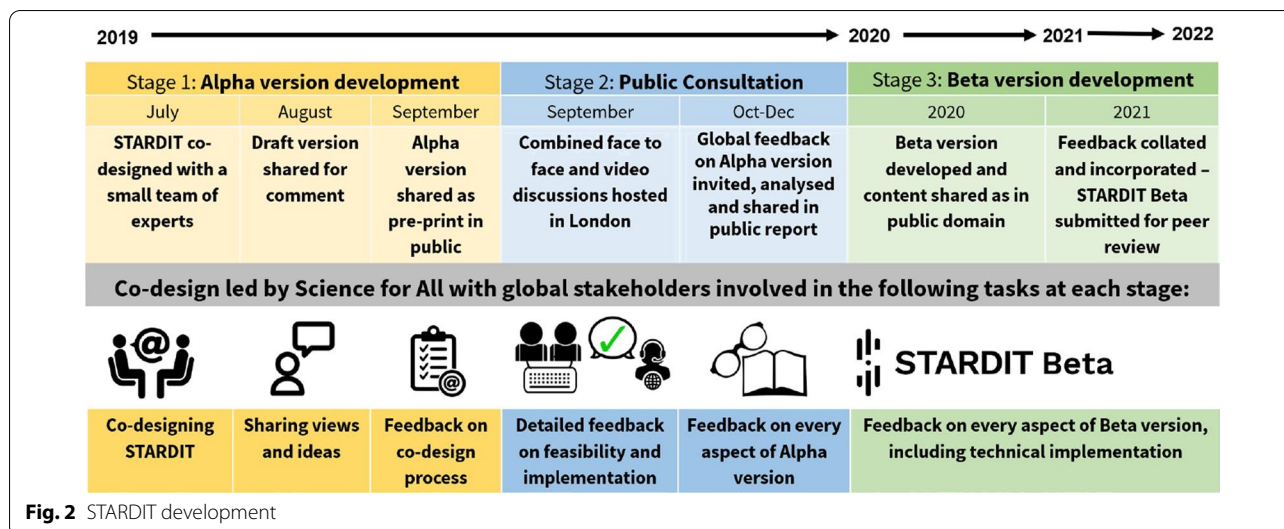 2019 2020 2021 2022
Stage 1: Alpha version development
Stage 2: Public Consultation
Stage 3: Beta version development
July
August
September
September
Oct-Dec
2020
2021
STARDIT co-
designed with a
small team of
experts
Draft version
shared for
comment
Alpha
version
shared as
pre-print in
public
Combined face to
face and video
discussions hosted
in London
Global feedback
on Alpha version
invited, analysed
and shared in
public report
Beta version
developed and
content shared as in
public domain
Feedback collated
and incorporated –
STARDIT Beta
submitted for peer
review
Co-design led by Science for All with global stakeholders involved in the following tasks at each stage:
@
@
STARDIT Beta
Co-designing
STARDIT
Sharing views
and ideas
Feedback on
co-design
process
Detailed feedback
on feasibility and
implementation
Feedback on every
aspect of Alpha
version
Feedback on every aspect of Beta version,
including technical implementation
Fig. 2 STARDIT development